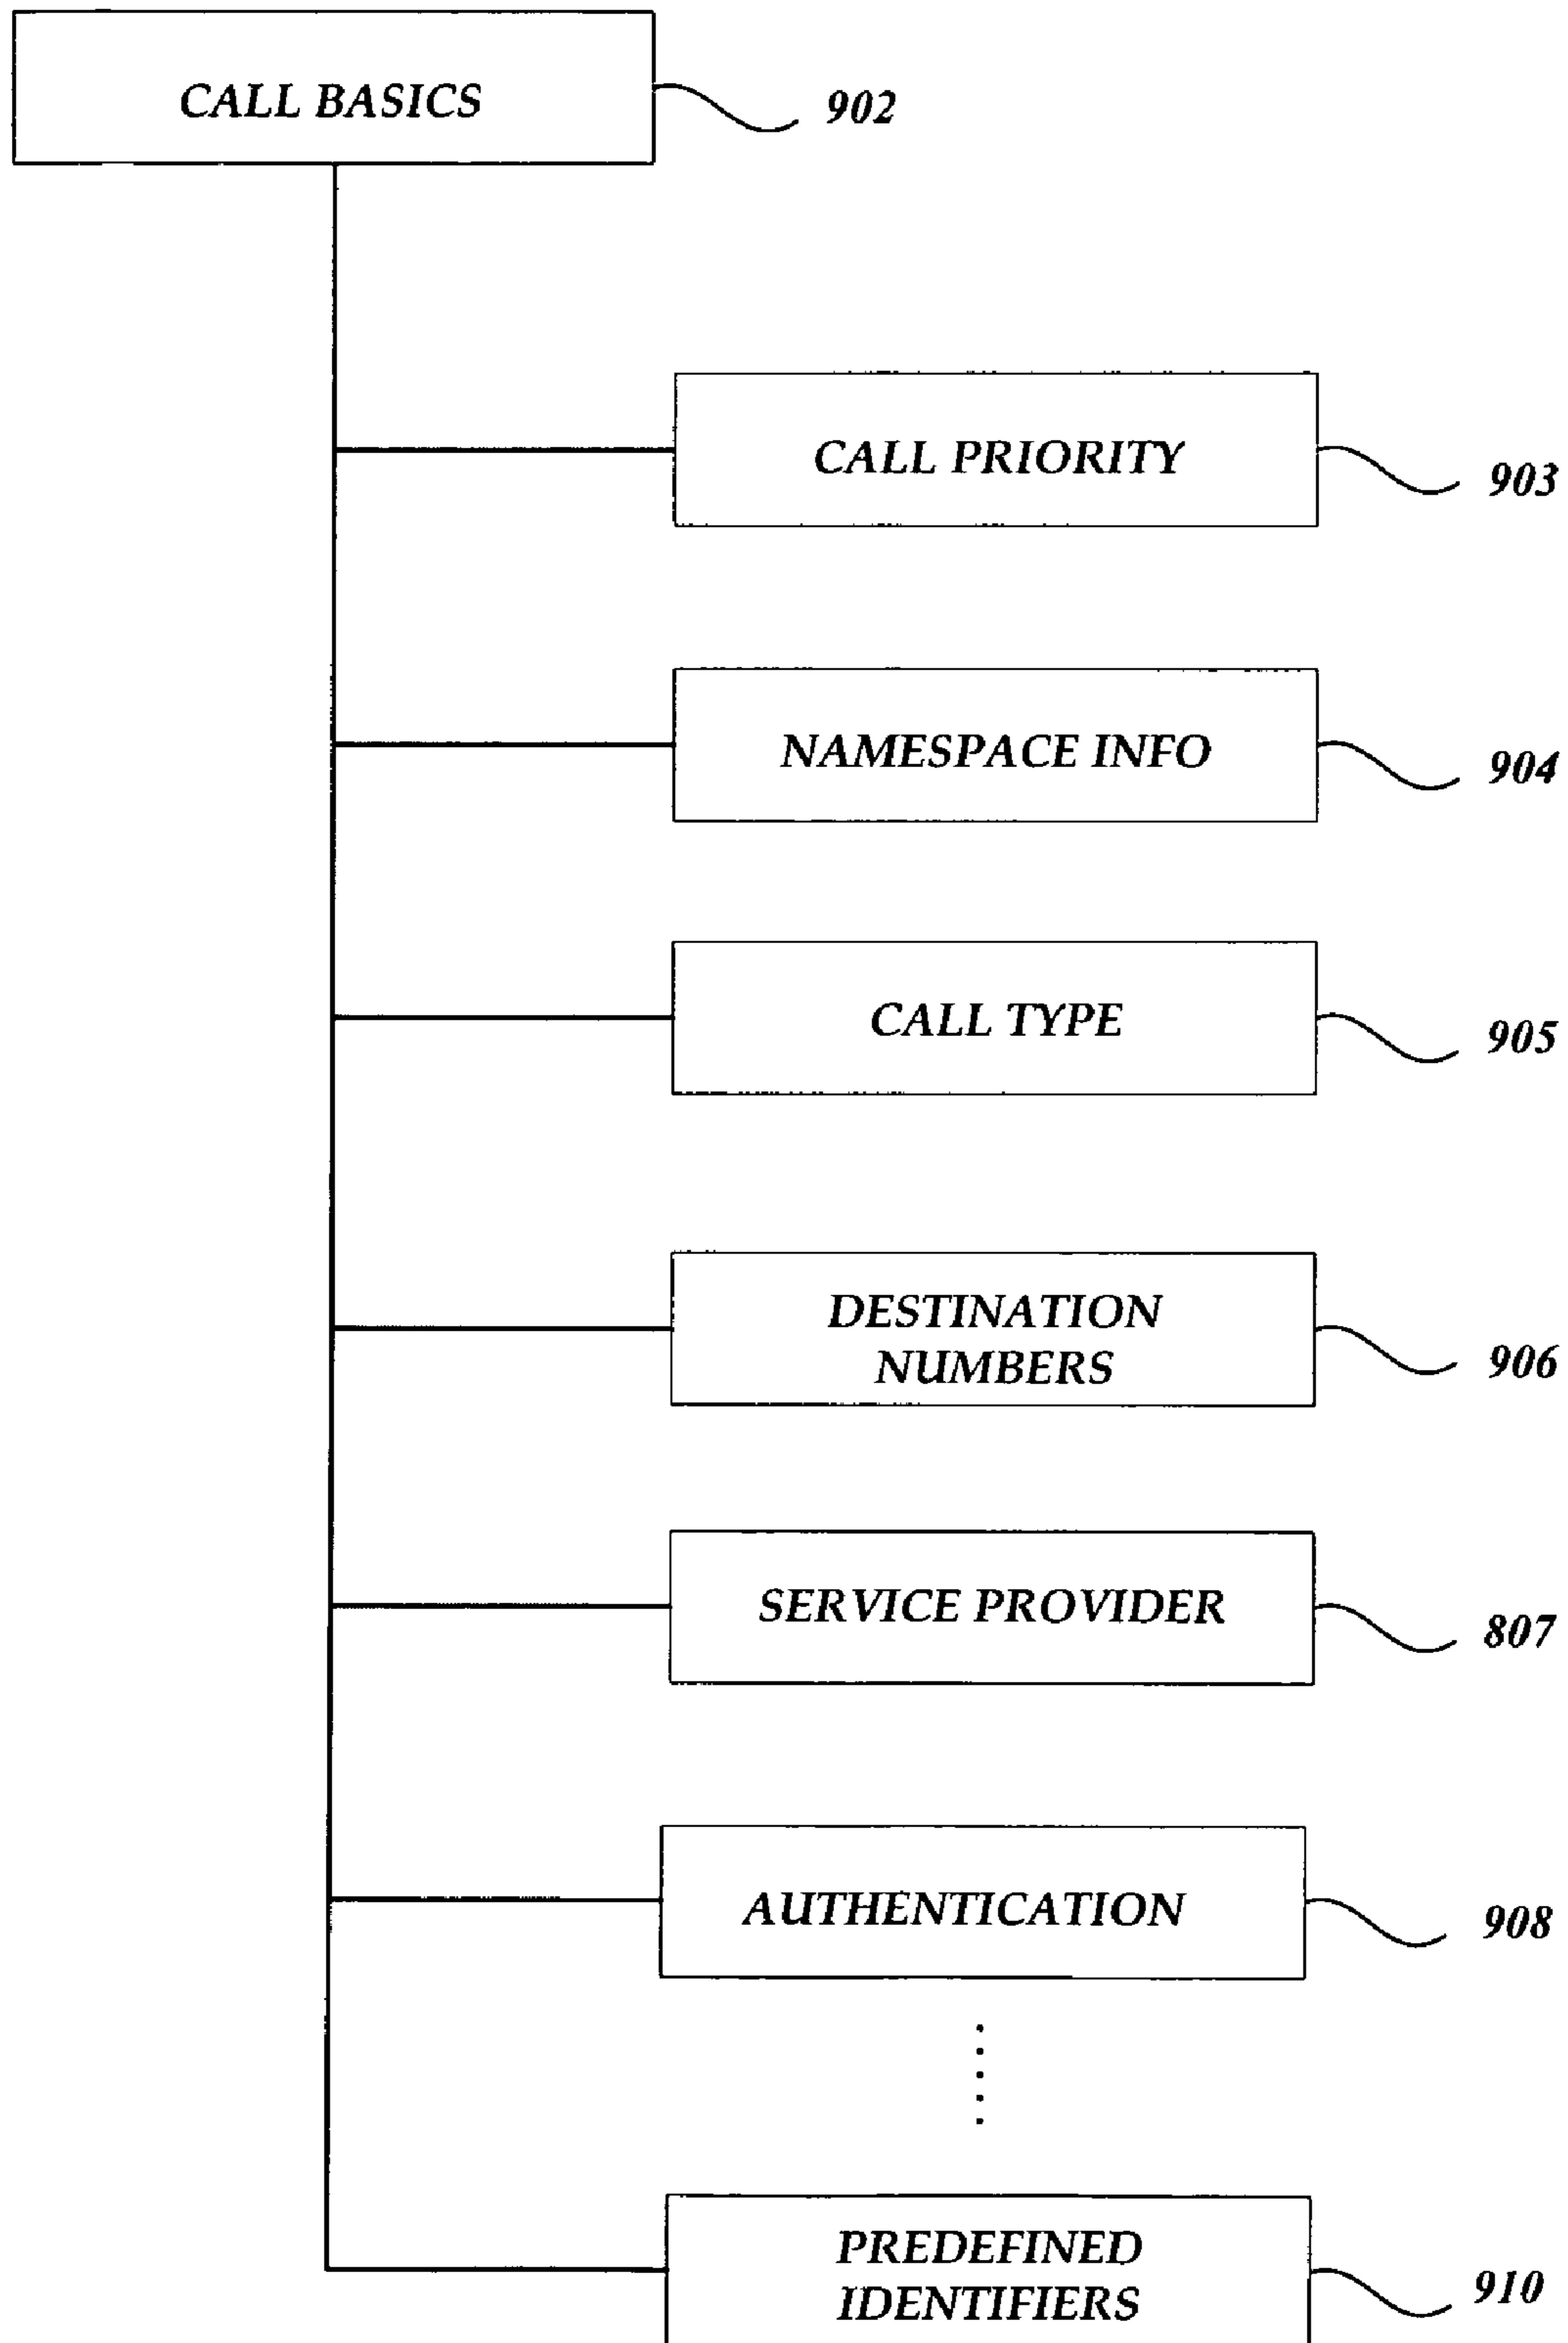 CALL BASICS
902
CALL PRIORITY
903
NAMESPACE INFO
904
CALL TYPE
905
DESTINATION
NUMBERS
906
SERVICE PROVIDER
807
AUTHENTICATION
908
PREDEFINED
IDENTIFIERS
910